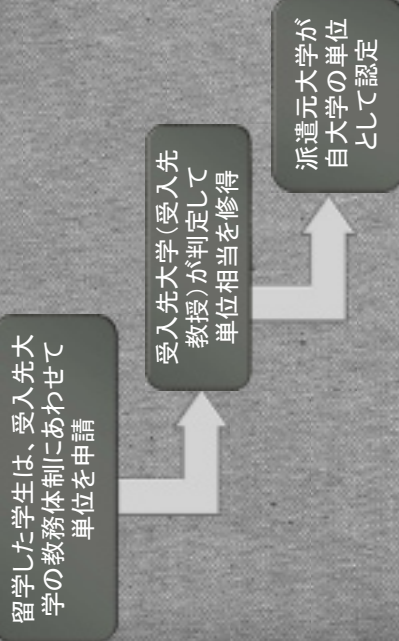 留学した学生は、受入先大
学の教務体制にあわせて
単位を申請
受入先大学(受入先
教授)が判定して
単位相当を修得
派遣元大学が
自大学の単位
として認定